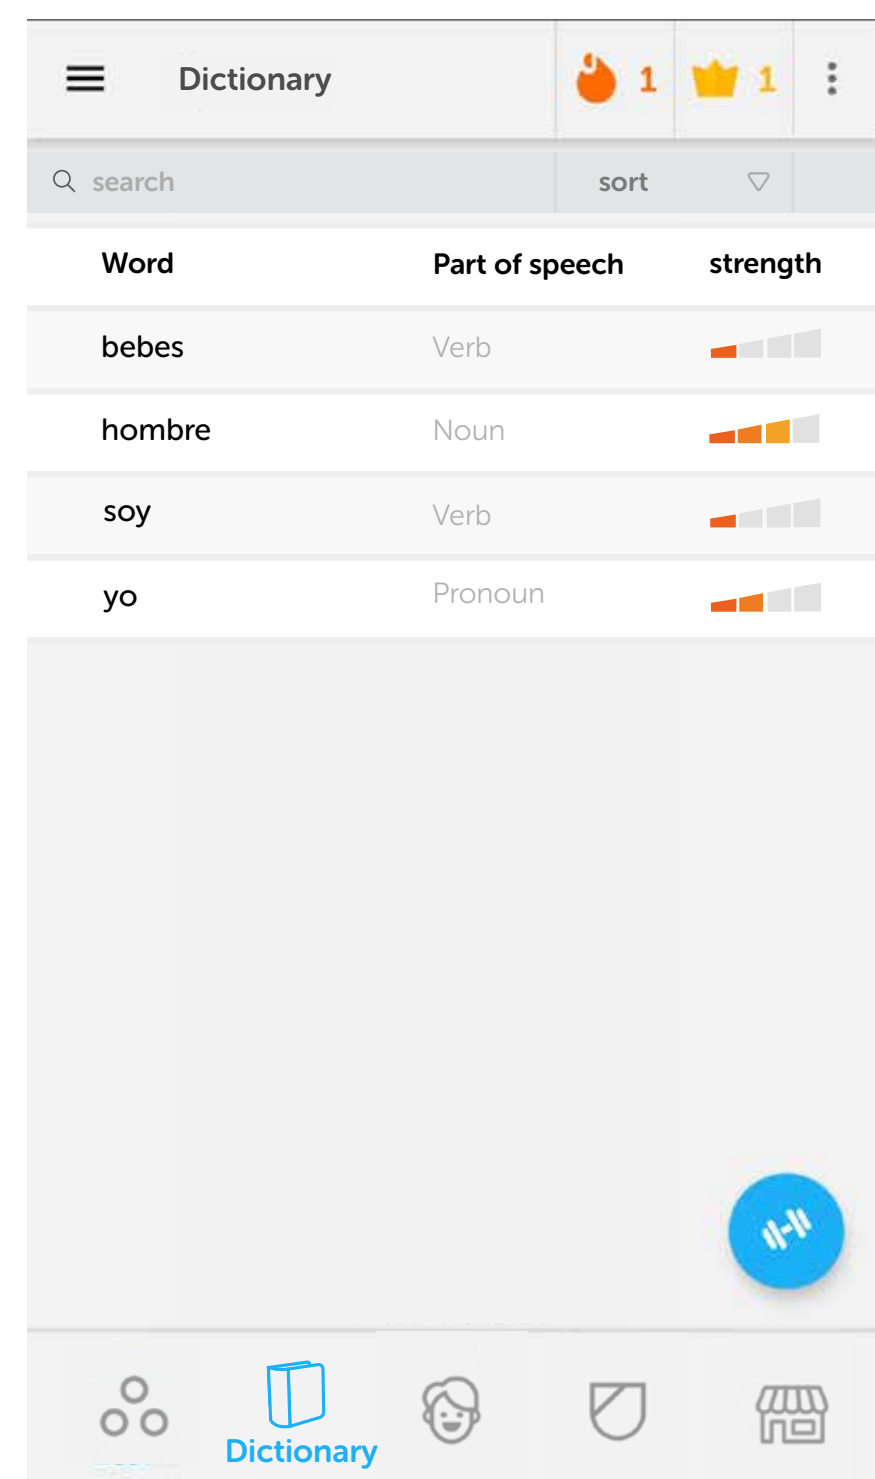 Dictionary 1 1
search sort
Word Part of speech strength
bebes Verb
hombre Noun
soy Verb
yo Pronoun
Dictionary